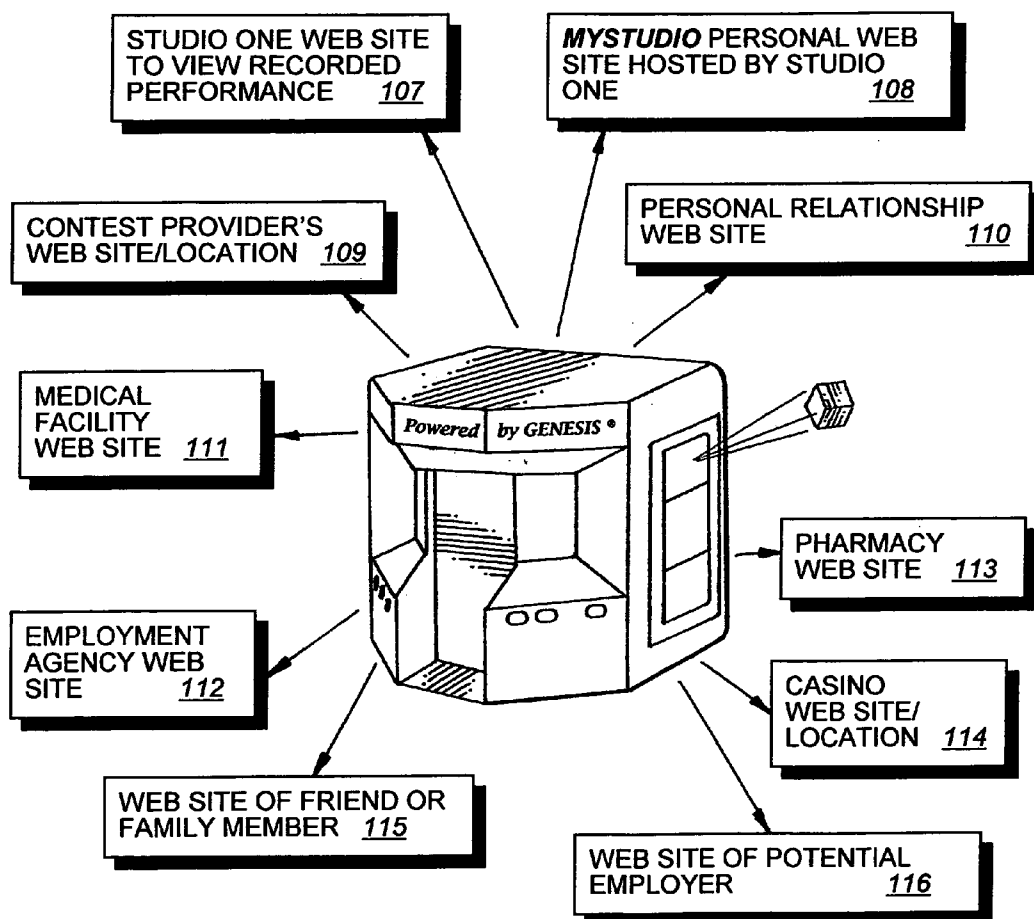 STUDIO ONE WEB SITE
TO VIEW RECORDED
PERFORMANCE 107
MYSTUDIO PERSONAL WEB
SITE HOSTED BY STUDIO
ONE 108
CONTEST PROVIDER'S
WEB SITE/LOCATION 109
PERSONAL RELATIONSHIP
WEB SITE 110
MEDICAL
FACILITY
WEB SITE 111
Powered by GENESIS ®
PHARMACY
WEB SITE 113
EMPLOYMENT
AGENCY WEB
SITE 112
CASINO
WEB SITE/
LOCATION 114
WEB SITE OF FRIEND OR
FAMILY MEMBER 115
WEB SITE OF POTENTIAL
EMPLOYER 116